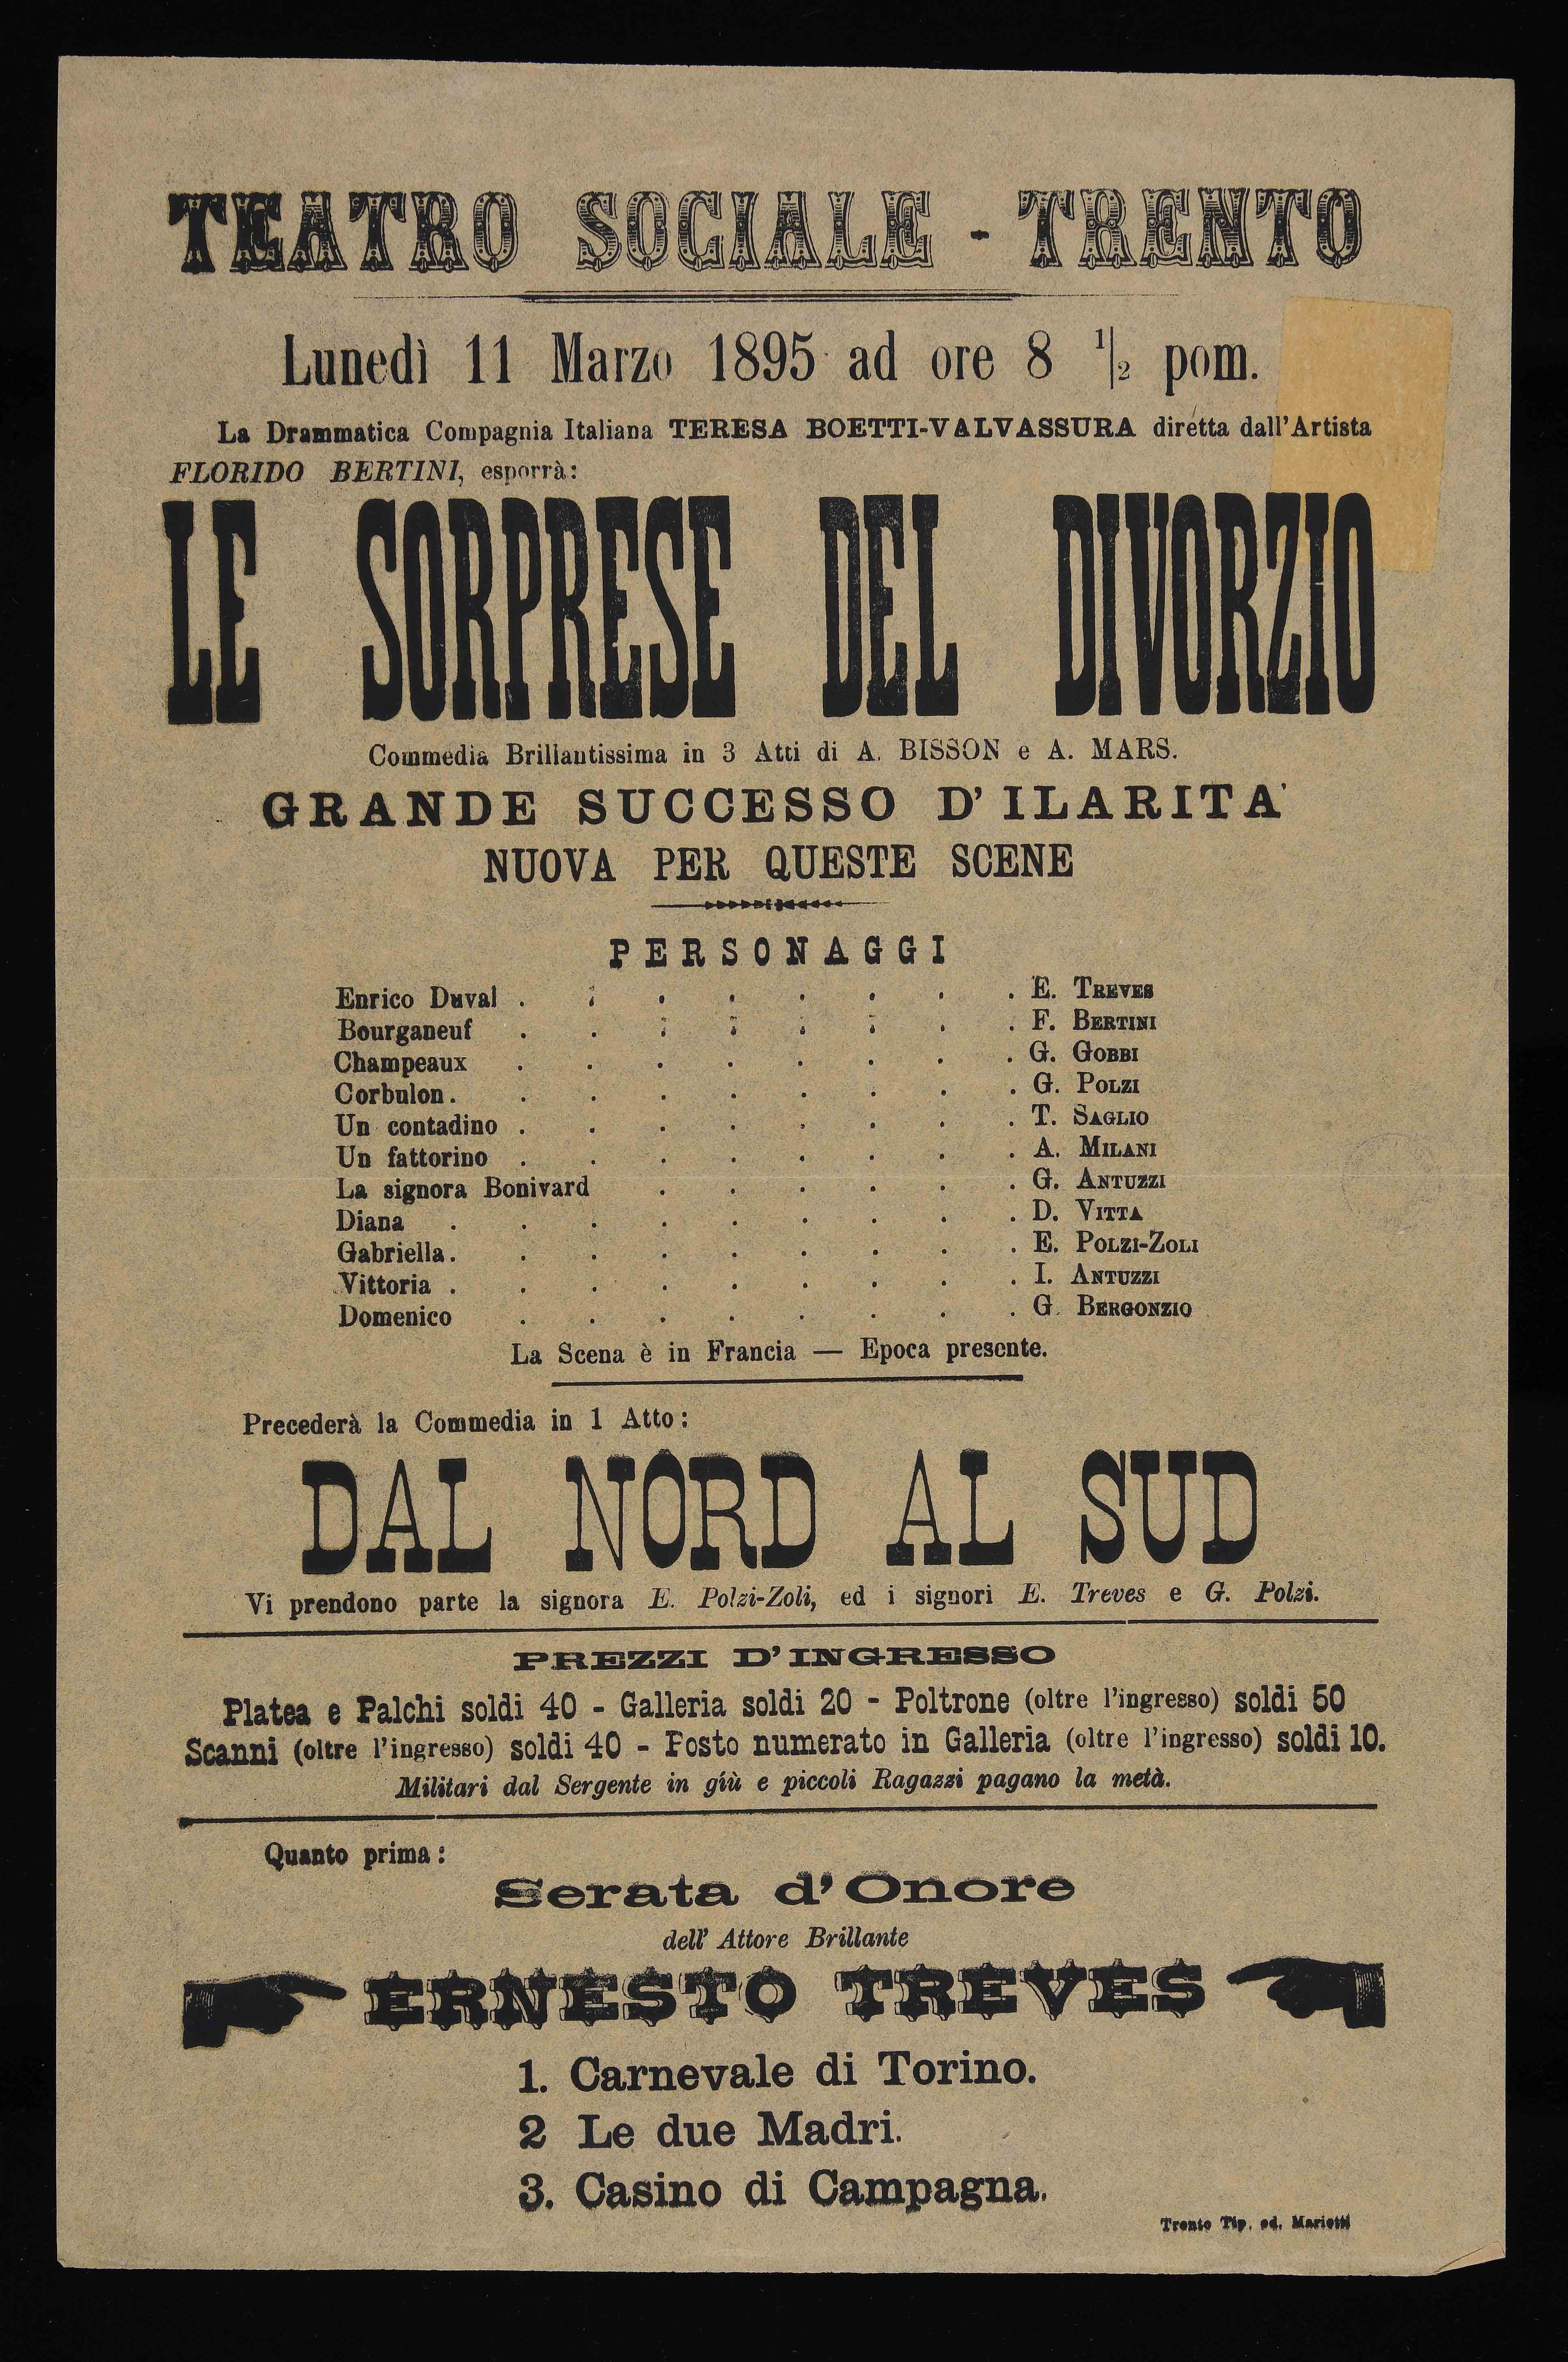 TEATRO SOCIALE - TRENTO
Lunedì 11 Marzo 1895 ad ore 8 1/2 pom.
La Drammatica Compagnia Italiana TERESA BOETTI-VALVASSURA diretta dall'Artista
FLORIDO BERTINI, esporrà:
LE SORPRESE DEL DIVORZIO
Commedia Brillantissima in 3 Atti di A. BISSON e A. MARS.
GRANDE SUCCESSO D'ILARITA'
NUOVA PER QUESTE SCENE
PERSONAGGI
Enrico Duval . . . . . . . . E. TREVES
Bourganeuf . . . . . . . . F. BERTINI
Champeaux . . . . . . . . G. GOBBI
Corbulon . . . . . . . . . G. POLZI
Un contadino . . . . . . . . T. SAGLIO
Un fattorino . . . . . . . . A. MILANI
La signora Bonivard . . . . . . G. ANTUZZI
Diana . . . . . . . . . D. VITTA
Gabriella . . . . . . . . . E. POLZI-ZOLI
Vittoria . . . . . . . . . I. ANTUZZI
Domenico . . . . . . . . G. BERGONZIO
La Scena è in Francia — Epoca presente.
Precederà la Commedia in 1 Atto:
DAL NORD AL SUD
Vi prendono parte la signora E. Polzi-Zoli, ed i signori E. Treves e G. Polzi.
PREZZI D'INGRESSO
Platea e Palchi soldi 40 - Galleria soldi 20 - Poltrone (oltre l'ingresso) soldi 50
Scanni (oltre l'ingresso) soldi 40 - Posto numerato in Galleria (oltre l'ingresso) soldi 10.
Militari dal Sergente in giù e piccoli Ragazzi pagano la metà.
Quanto prima:
Serata d'Onore
dell' Attore Brillante
ERNESTO TREVES
1. Carnevale di Torino.
2 Le due Madri.
3. Casino di Campagna.
Trento Tip. ed. Marietti